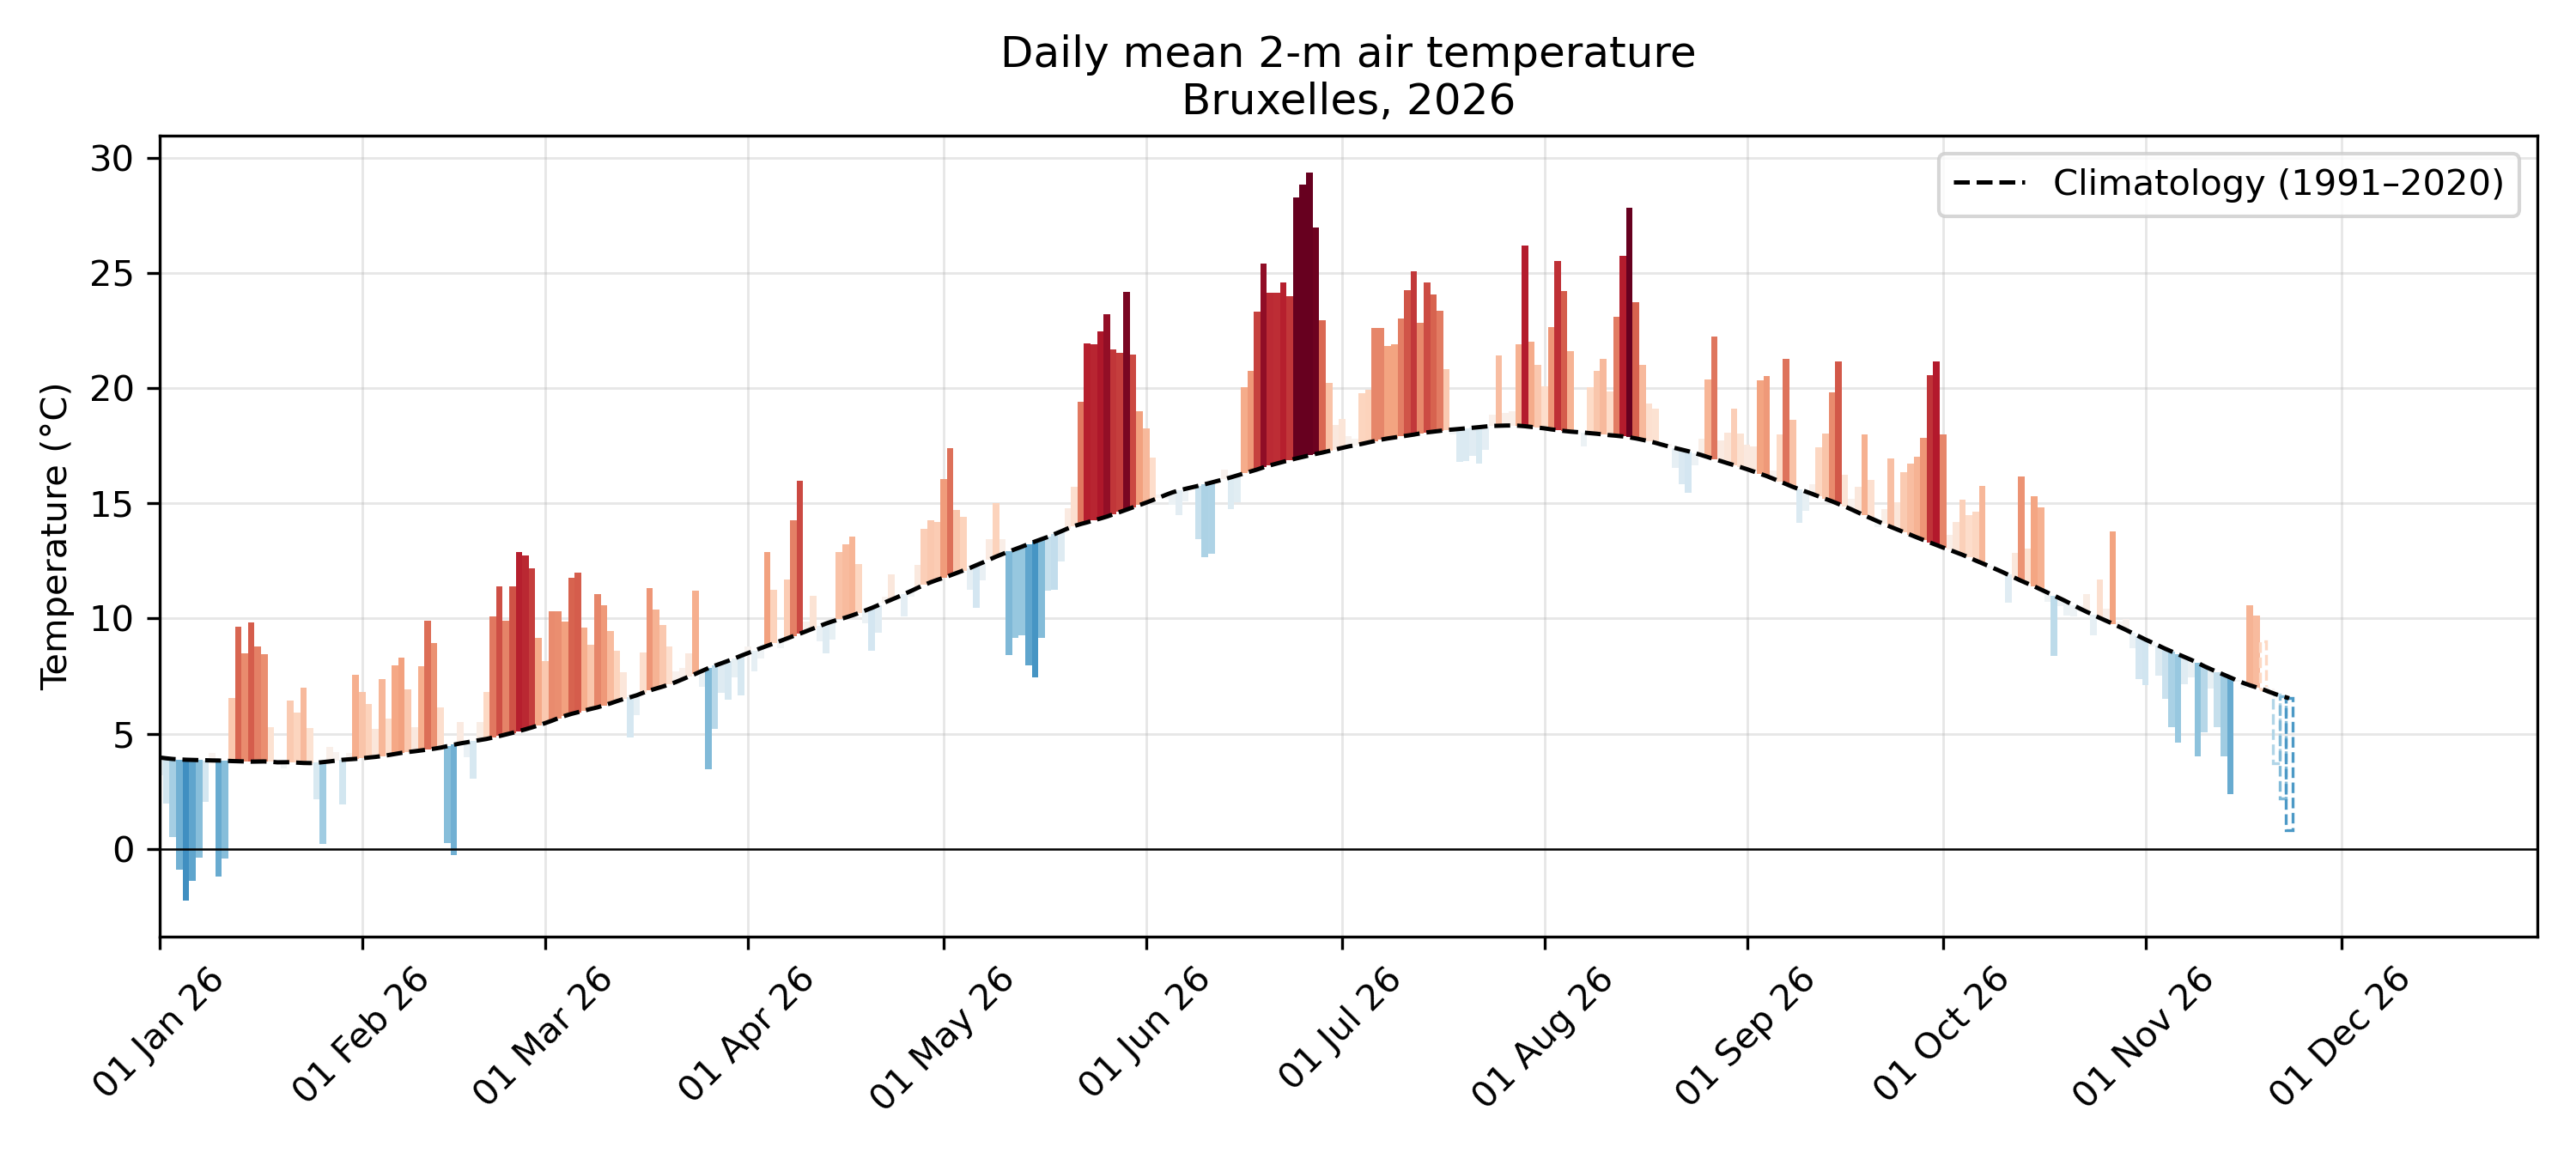 Daily mean 2-m air temperature
Bruxelles, 2026
Climatology (1991–2020)
Temperature (°C)
30
25
20
15
10
5
0
01 Jan 26
01 Feb 26
01 Mar 26
01 Apr 26
01 May 26
01 Jun 26
01 Jul 26
01 Aug 26
01 Sep 26
01 Oct 26
01 Nov 26
01 Dec 26